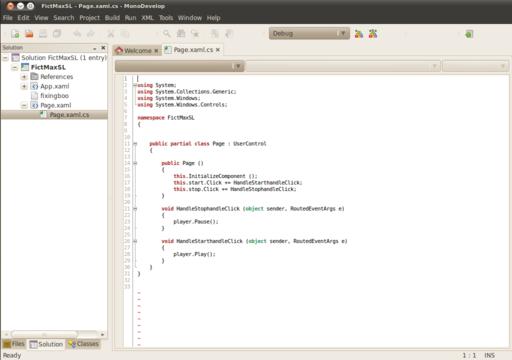 FictMaxSL - Page.xaml.cs - MonoDevelop
File Edit View Search Project Build Run XML Tools Window Help
Debug
Solution
Welcome
Page.xaml.cs
Solution FictMaxSL (1 entry)
FictMaxSL
References
App.xaml
fixingboo
Page.xaml
Page.xaml.cs
1
2 using System;
3 using System.Collections.Generic;
4 using System.Windows;
5 using System.Windows.Controls;
6
7 namespace FictMaxSL
8 {
9
10
11 public partial class Page : UserControl
12 {
13
14 public Page ()
15 {
16 this.InitializeComponent ();
17 this.start.Click += HandleStarthandleClick;
18 this.stop.Click += HandleStophandleClick;
19 }
20
21 void HandleStophandleClick (object sender, RoutedEventArgs e)
22 {
23 player.Pause();
24 }
25
26 void HandleStarthandleClick (object sender, RoutedEventArgs e)
27 {
28 player.Play();
29 }
30 }
31 }
32
33
Files Solution Classes
Ready
1 : 1 INS